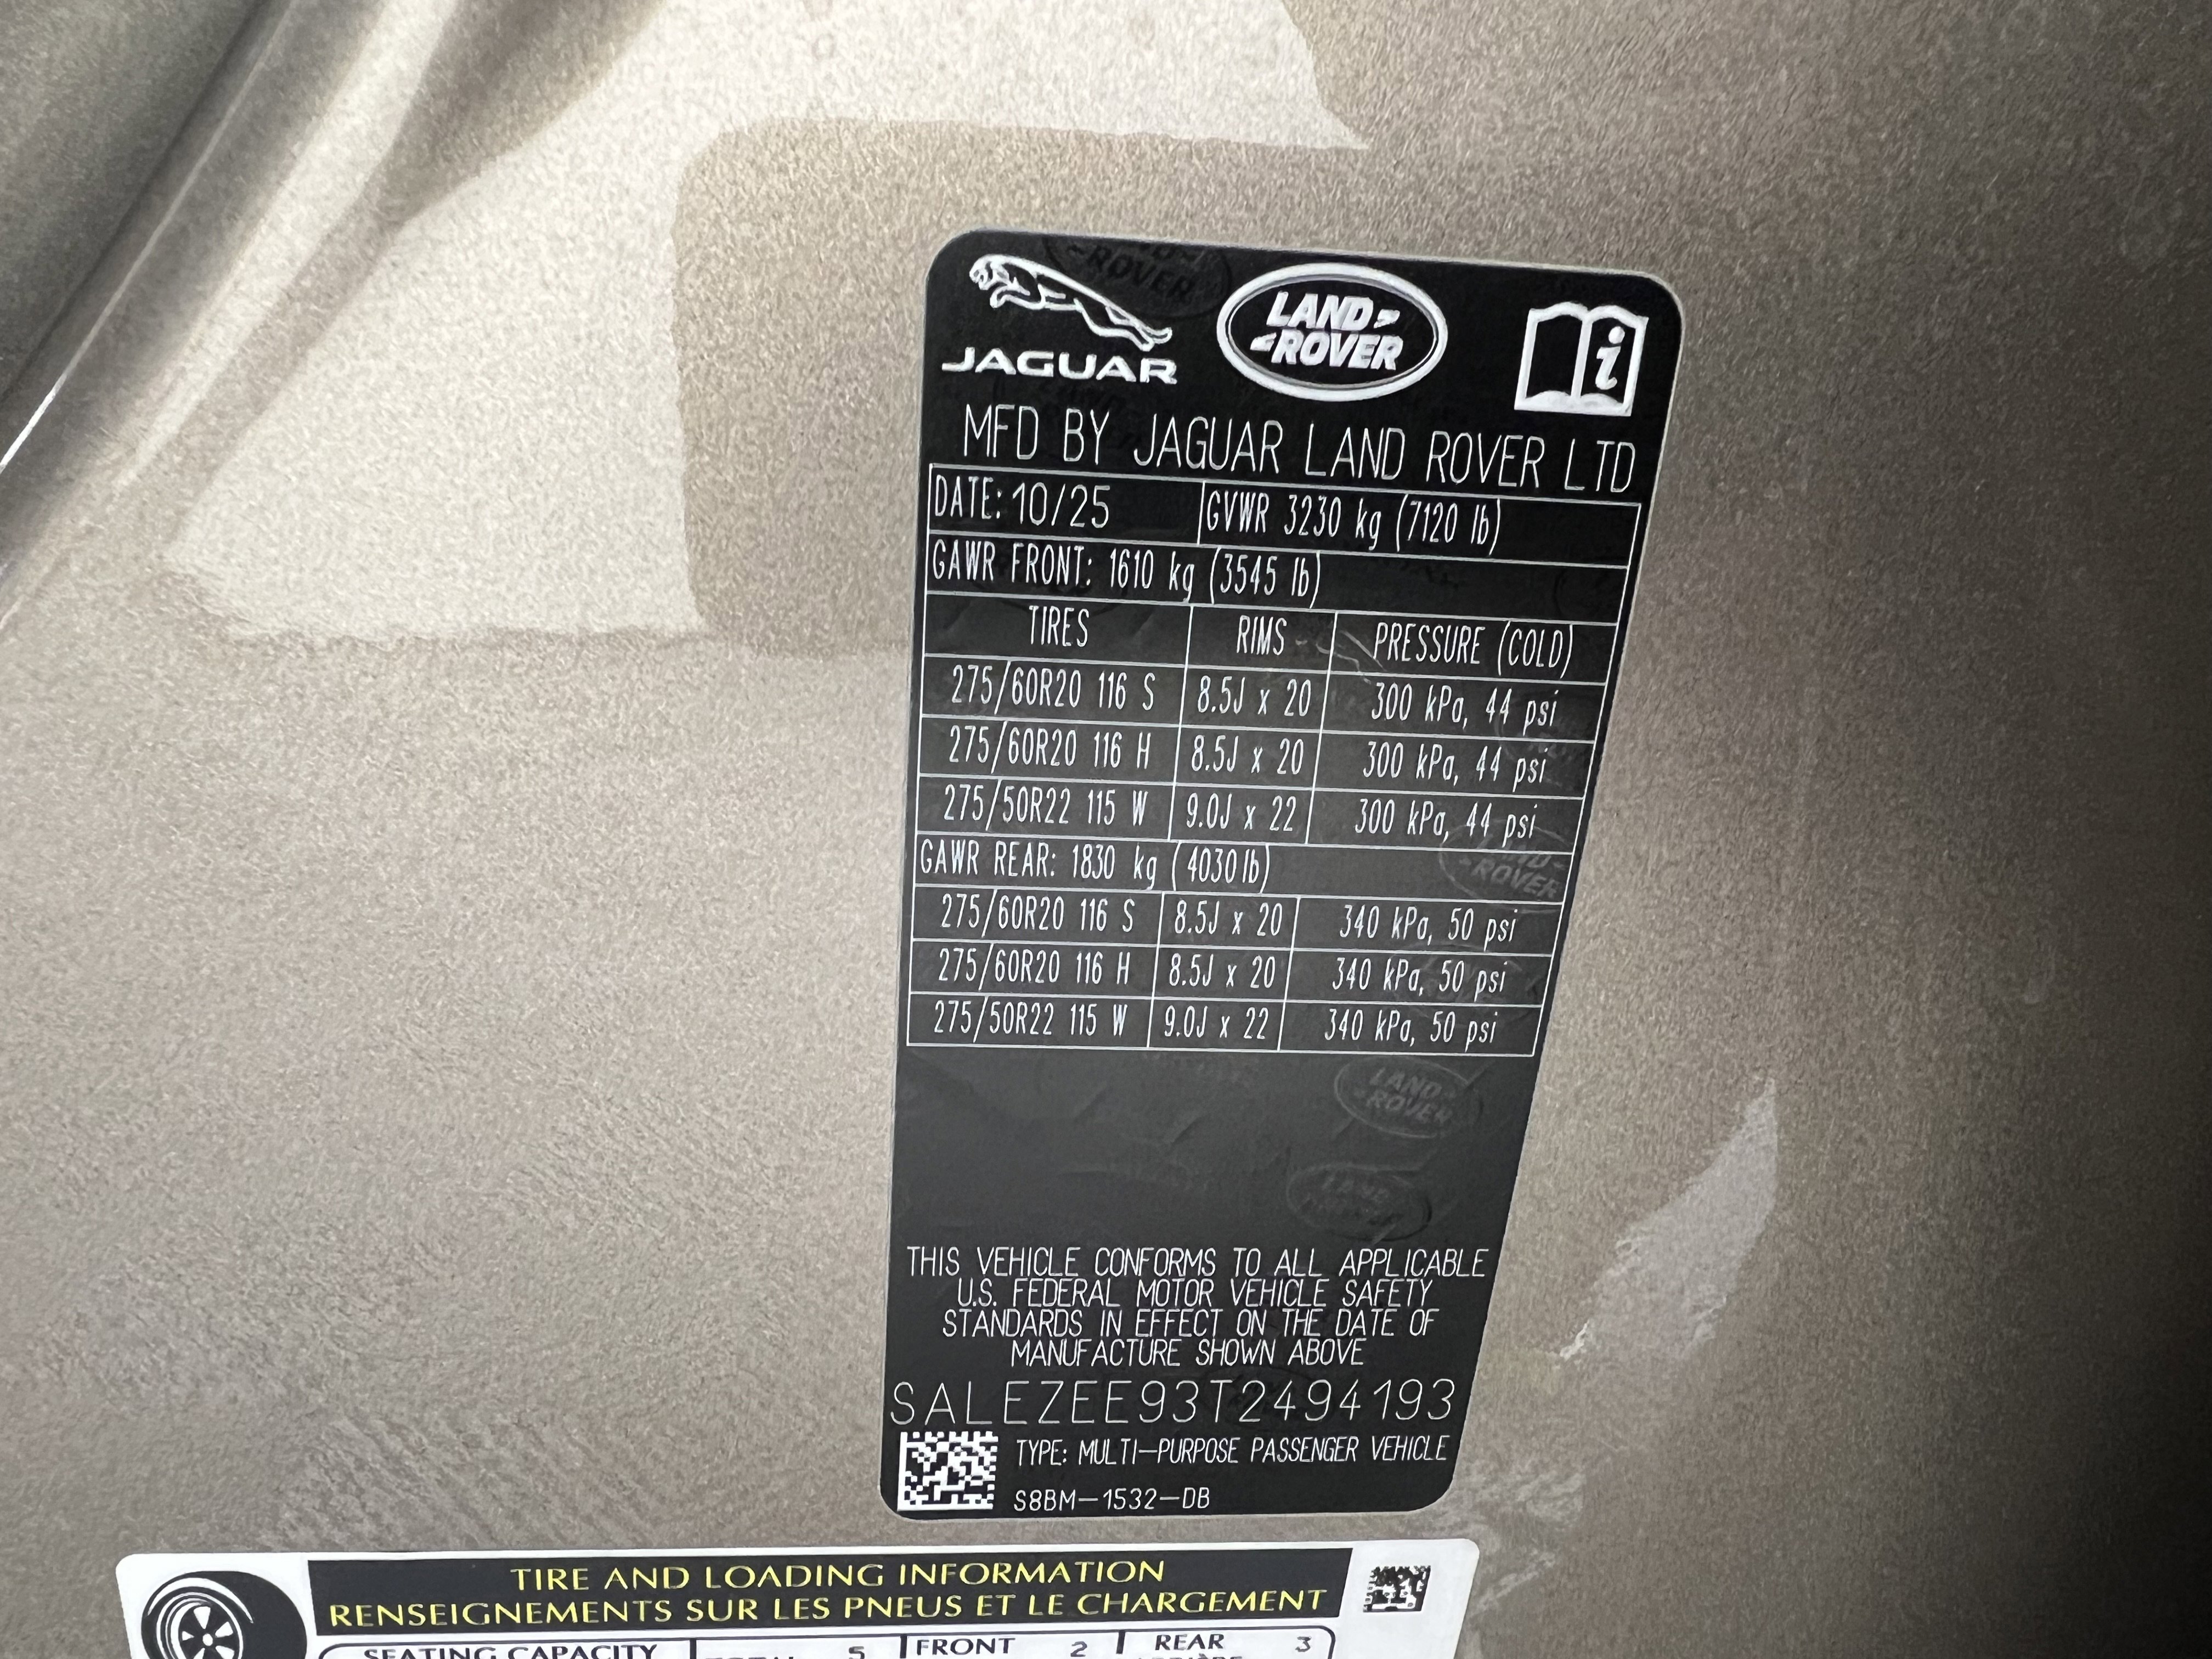 JAGUAR
LAND
ROVER
i
MFD BY JAGUAR LAND ROVER LTD
DATE: 10/25 GVWR 3230 kg (7120 lb)
GAWR FRONT: 1610 kg (3545 lb)
TIRES RIMS PRESSURE (COLD)
275/60R20 116 S 8.5J x 20 300 kPa, 44 psi
275/60R20 116 H 8.5J x 20 300 kPa, 44 psi
275/50R22 115 W 9.0J x 22 300 kPa, 44 psi
GAWR REAR: 1830 kg (4030 lb)
275/60R20 116 S 8.5J x 20 340 kPa, 50 psi
275/60R20 116 H 8.5J x 20 340 kPa, 50 psi
275/50R22 115 W 9.0J x 22 340 kPa, 50 psi
LAND
ROVER
THIS VEHICLE CONFORMS TO ALL APPLICABLE
U.S. FEDERAL MOTOR VEHICLE SAFETY
STANDARDS IN EFFECT ON THE DATE OF
MANUFACTURE SHOWN ABOVE
SALEZEE93T2494193
TYPE: MULTI-PURPOSE PASSENGER VEHICLE
S8BM-1532-DB
TIRE AND LOADING INFORMATION
RENSEIGNEMENTS SUR LES PNEUS ET LE CHARGEMENT
SEATING CAPACITY TOTAL 5 FRONT 2 REAR 3